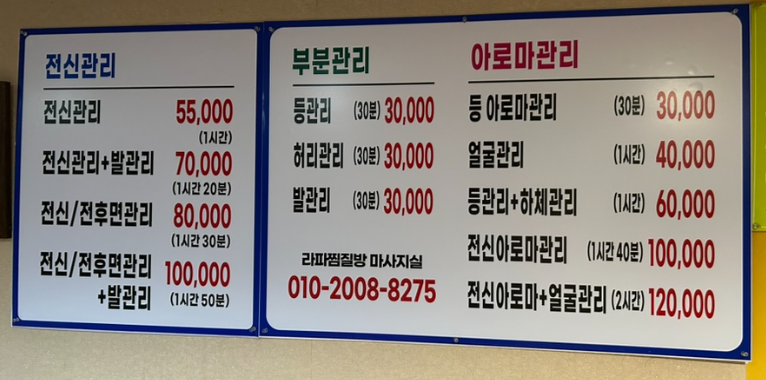 전신관리
전신관리 55,000
(1시간)
전신관리+발관리 70,000
(1시간 20분)
전신/전후면관리 80,000
(1시간 30분)
전신/전후면관리
+발관리 100,000
(1시간 50분)
부분관리
등관리 (30분) 30,000
허리관리 (30분) 30,000
발관리 (30분) 30,000
라파찜질방 마사지실
010-2008-8275
아로마관리
등 아로마관리 (30분) 30,000
얼굴관리 (1시간) 40,000
등관리+하체관리 (1시간) 60,000
전신아로마관리 (1시간 40분) 100,000
전신아로마+얼굴관리 (2시간) 120,000